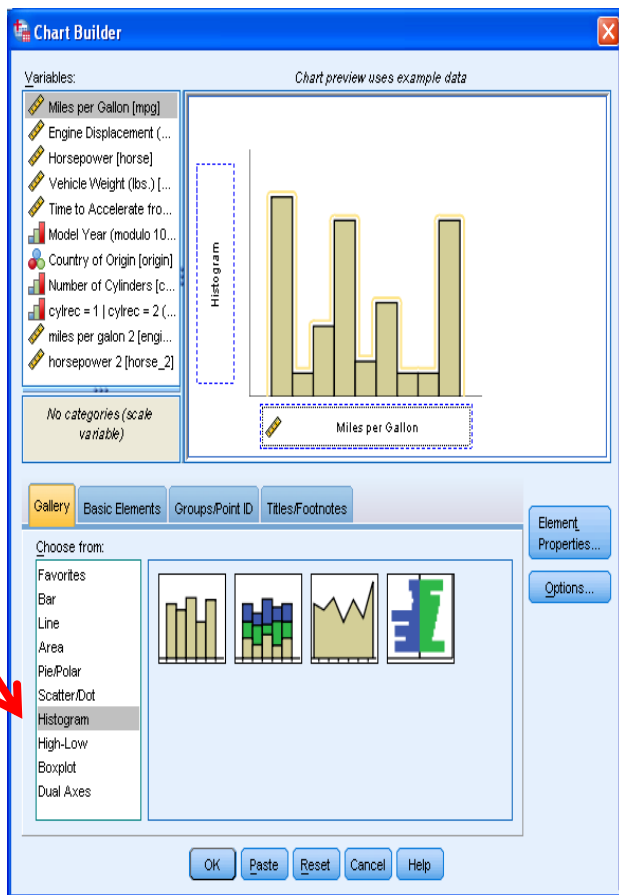 Chart Builder
Variables:
Chart preview uses example data
Miles per Gallon [mpg]
Engine Displacement (...
Horsepower [horse]
Vehicle Weight (lbs.) [...
Time to Accelerate fro...
Model Year (modulo 10...
Country of Origin [origin]
Number of Cylinders [c...
cylrec = 1 | cylrec = 2 (...
miles per galon 2 [engi...
horsepower 2 [horse_2]
No categories (scale
variable)
Histogram
Miles per Gallon
Gallery
Basic Elements
Groups/Point ID
Titles/Footnotes
Choose from:
Favorites
Bar
Line
Area
Pie/Polar
Scatter/Dot
Histogram
High-Low
Boxplot
Dual Axes
Element
Properties...
Options...
OK
Paste
Reset
Cancel
Help